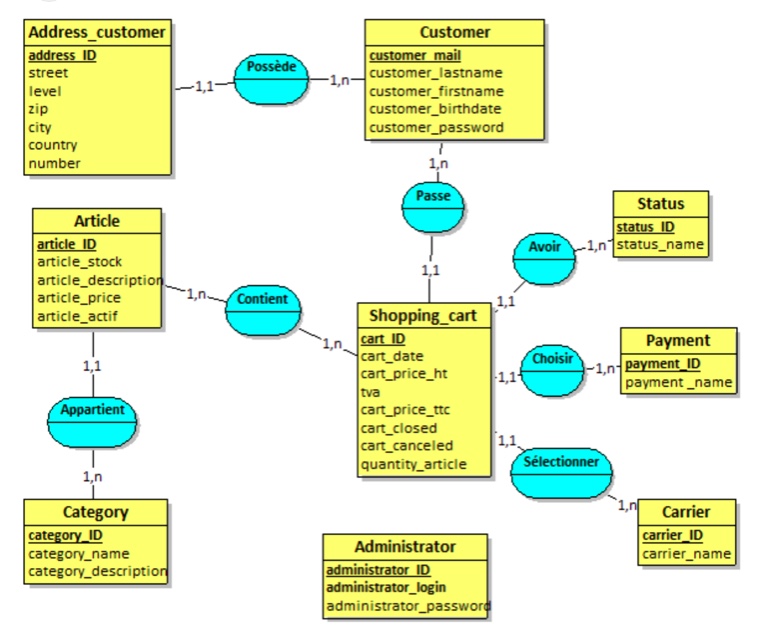 Address_customer
address_ID
street
level
zip
city
country
number
Possède
1,1
1,n
Customer
customer_mail
customer_lastname
customer_firstname
customer_birthdate
customer_password
1,n
Passe
1,1
Article
article_ID
article_stock
article_description
article_price
article_actif
1,n
Contient
1,n
1,1
Appartient
1,n
Category
category_ID
category_name
category_description
Shopping_cart
cart_ID
cart_date
cart_price_ht
tva
cart_price_ttc
cart_closed
cart_canceled
quantity_article
1,1
Avoir
1,n
Status
status_ID
status_name
1,1
Choisir
1,n
Payment
payment_ID
payment _name
1,1
Sélectionner
1,n
Carrier
carrier_ID
carrier_name
Administrator
administrator_ID
administrator_login
administrator_password